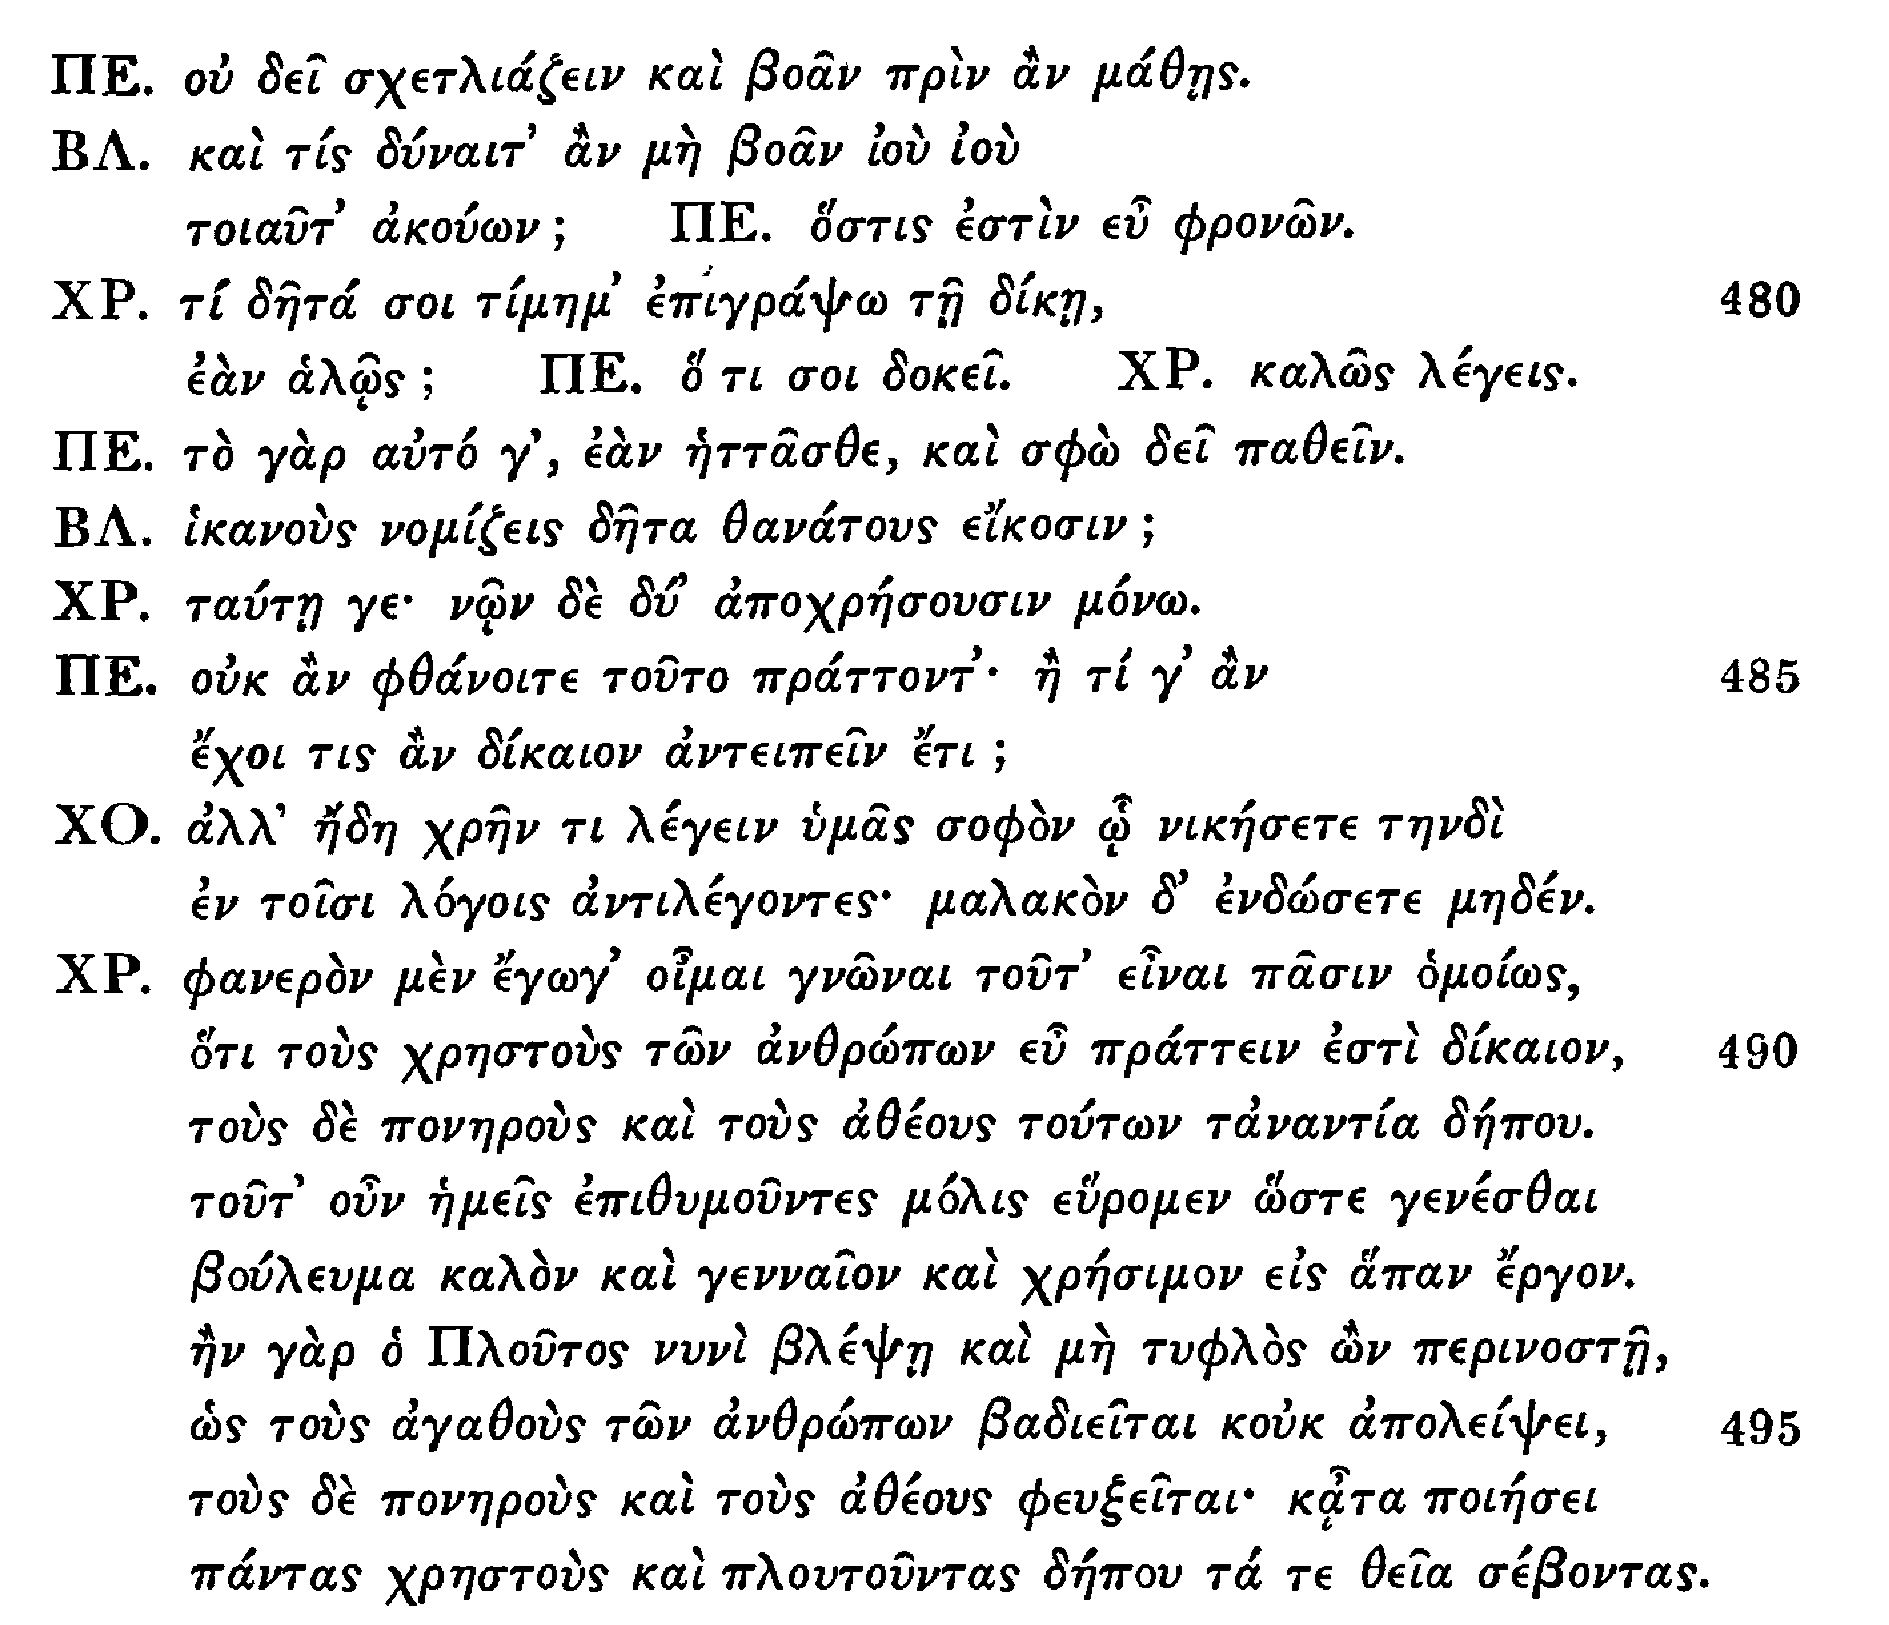 ΠΕ. οὐ δεῖ σχετλιάζειν καὶ βοᾶν πρὶν ἂν μάθῃς.
ΒΛ. καὶ τίς δύναιτ' ἂν μὴ βοᾶν ἰοὺ ἰοὺ
τοιαῦτ' ἀκούων; ΠΕ. ὅστις ἐστὶν εὖ φρονῶν.
ΧΡ. τί δῆτά σοι τίμημ' ἐπιγράψω τῇ δίκῃ, 480
ἐὰν ἁλῷς; ΠΕ. ὅ τι σοι δοκεῖ. ΧΡ. καλῶς λέγεις.
ΠΕ. τὸ γὰρ αὐτό γ', ἐὰν ἡττᾶσθε, καὶ σφὼ δεῖ παθεῖν.
ΒΛ. ἱκανοὺς νομίζεις δῆτα θανάτους εἴκοσιν;
ΧΡ. ταύτῃ γε· νῷν δὲ δύ' ἀποχρήσουσιν μόνω.
ΠΕ. οὐκ ἂν φθάνοιτε τοῦτο πράττοντ'· ἢ τί γ' ἂν 485
ἔχοι τις ἂν δίκαιον ἀντειπεῖν ἔτι;
ΧΟ. ἀλλ' ἤδη χρῆν τι λέγειν ὑμᾶς σοφὸν ᾧ νικήσετε τηνδὶ
ἐν τοῖσι λόγοις ἀντιλέγοντες· μαλακὸν δ' ἐνδώσετε μηδέν.
ΧΡ. φανερὸν μὲν ἔγωγ' οἶμαι γνῶναι τοῦτ' εἶναι πᾶσιν ὁμοίως,
ὅτι τοὺς χρηστοὺς τῶν ἀνθρώπων εὖ πράττειν ἐστὶ δίκαιον, 490
τοὺς δὲ πονηροὺς καὶ τοὺς ἀθέους τούτων τἀναντία δήπου.
τοῦτ' οὖν ἡμεῖς ἐπιθυμοῦντες μόλις εὕρομεν ὥστε γενέσθαι
βούλευμα καλὸν καὶ γενναῖον καὶ χρήσιμον εἰς ἅπαν ἔργον.
ἢν γὰρ ὁ Πλοῦτος νυνὶ βλέψῃ καὶ μὴ τυφλὸς ὢν περινοστῇ,
ὡς τοὺς ἀγαθοὺς τῶν ἀνθρώπων βαδιεῖται κοὐκ ἀπολείψει, 495
τοὺς δὲ πονηροὺς καὶ τοὺς ἀθέους φευξεῖται· κᾆτα ποιήσει
πάντας χρηστοὺς καὶ πλουτοῦντας δήπου τά τε θεῖα σέβοντας.